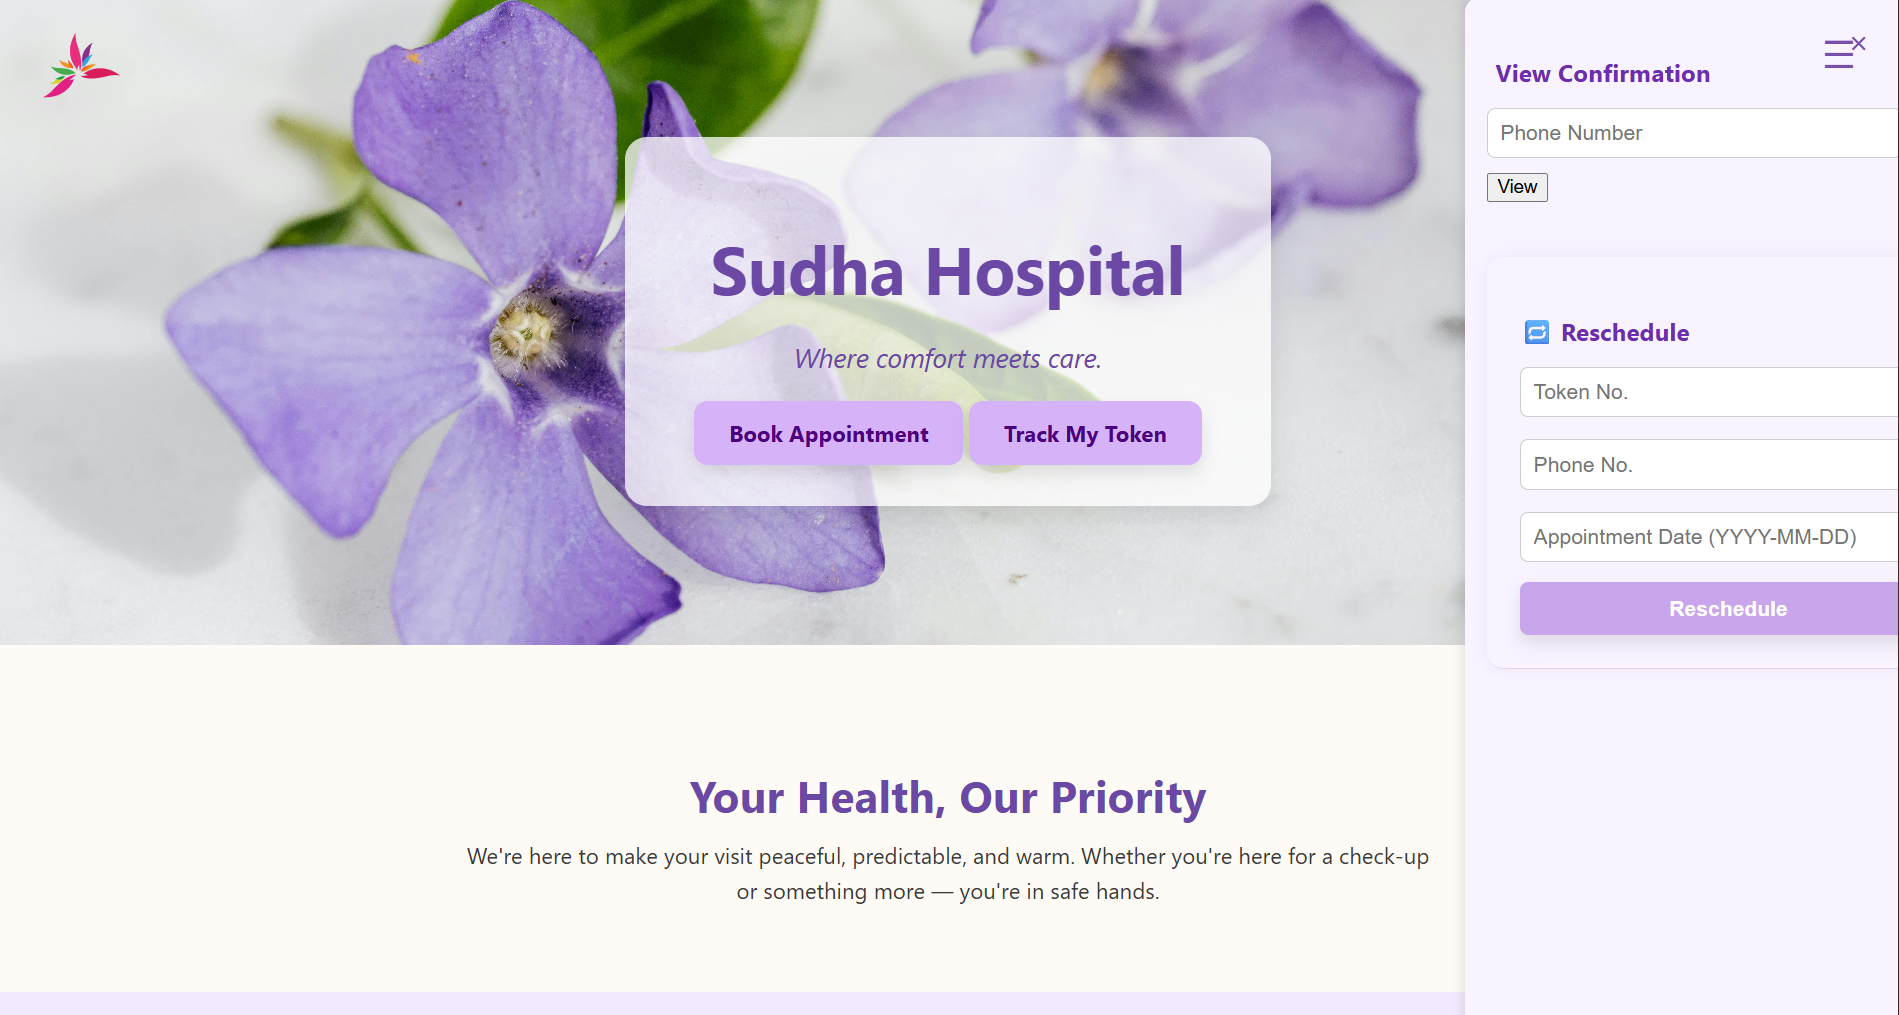 Sudha Hospital
Where comfort meets care.
Book Appointment
Track My Token
Your Health, Our Priority
We're here to make your visit peaceful, predictable, and warm. Whether you're here for a check-up
or something more — you're in safe hands.
×
View Confirmation
Phone Number
View
Reschedule
Token No.
Phone No.
Appointment Date (YYYY-MM-DD)
Reschedule